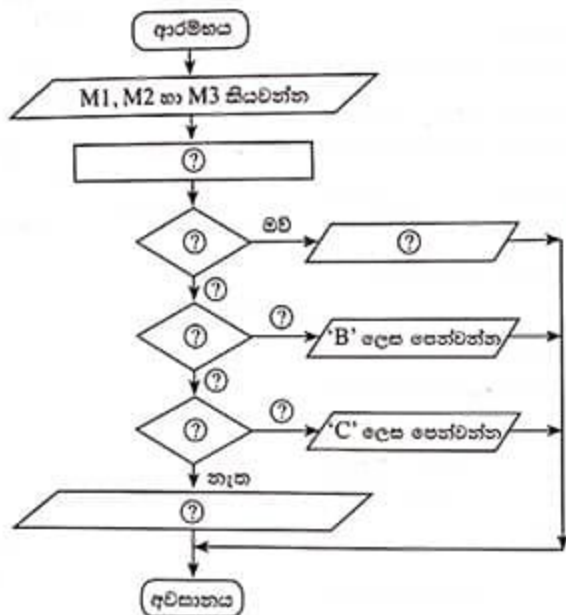 ආරම්භය
M1, M2 හා M3 කියවන්න
?
? ඔව් ?
?
? ? 'B' ලෙස පෙන්වන්න
?
? ? 'C' ලෙස පෙන්වන්න
නැත
?
අවසානය